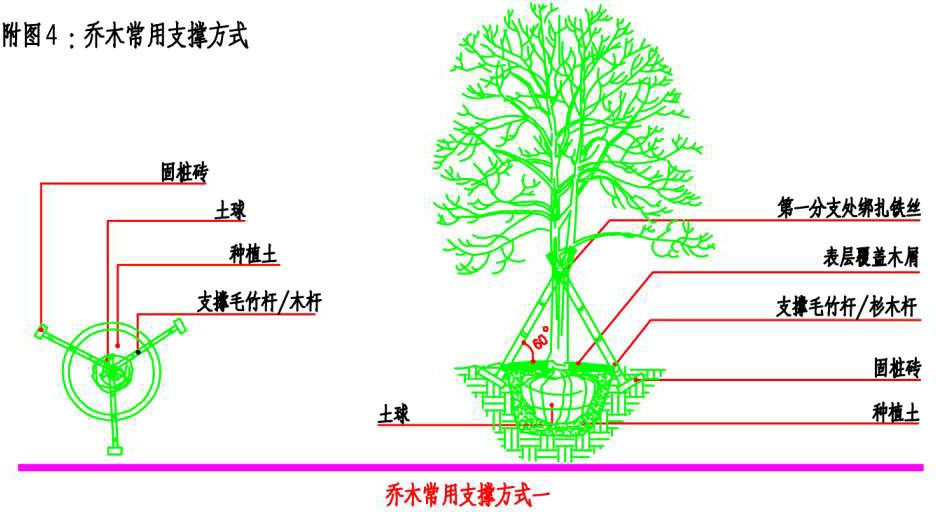 附图4：乔木常用支撑方式
固桩砖
土球
种植土
支撑毛竹杆/木杆
第一分支处绑扎铁丝
表层覆盖木屑
支撑毛竹杆/杉木杆
60°
固桩砖
土球
种植土
乔木常用支撑方式一